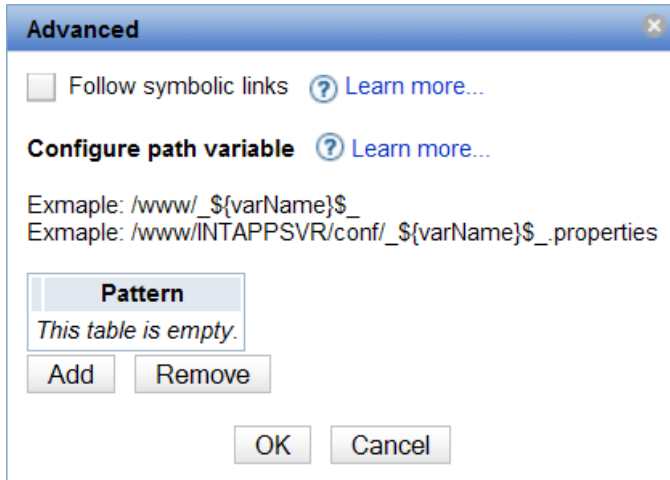 Advanced
Follow symbolic links ? Learn more...
Configure path variable ? Learn more...
Exmaple: /www/_${varName}$_
Exmaple: /www/INTAPPSVR/conf/_${varName}$_.properties
Pattern
This table is empty.
Add Remove
OK Cancel